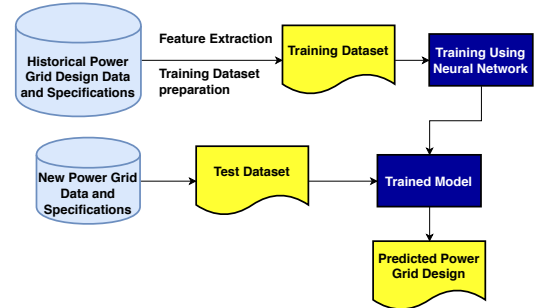 Historical Power
Grid Design Data
and Specifications
Feature Extraction
Training Dataset
preparation
Training Dataset
Training Using
Neural Network
New Power Grid
Data and
Specifications
Test Dataset
Trained Model
Predicted Power
Grid Design